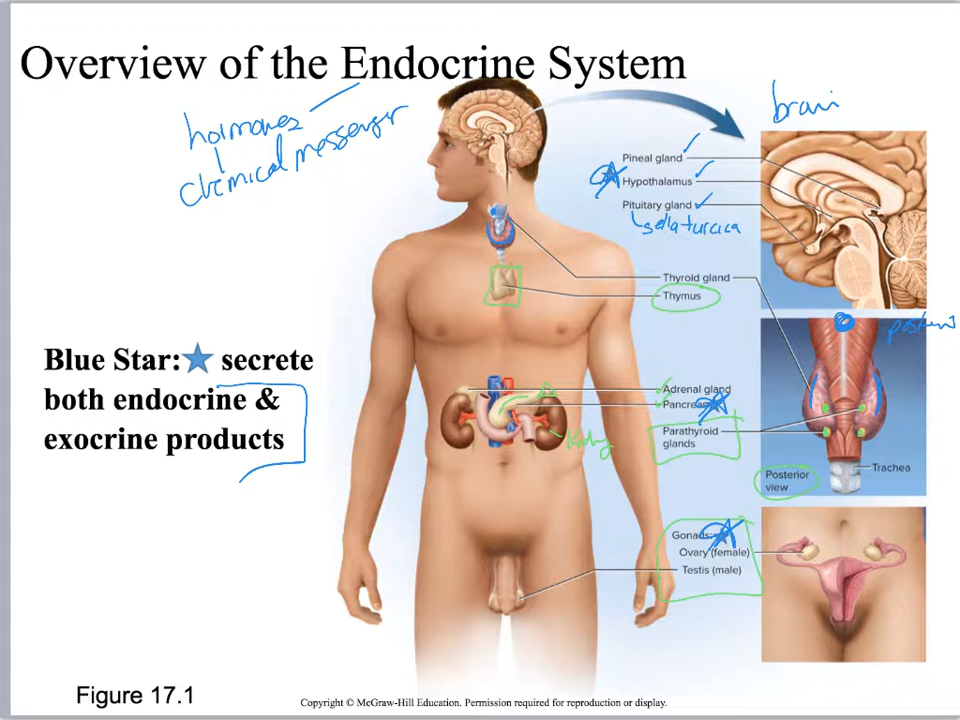 Overview of the Endocrine System
hormones
chemical messenger
brain
Pineal gland
Hypothalamus
Pituitary gland
sella turcica
Thyroid gland
Thymus
Blue Star: secrete
both endocrine &
exocrine products
Adrenal gland
Pancreas
Parathyroid
glands
Kidney
Trachea
Posterior
view
Gonads:
Ovary (female)
Testis (male)
Figure 17.1
Copyright © McGraw-Hill Education. Permission required for reproduction or display.